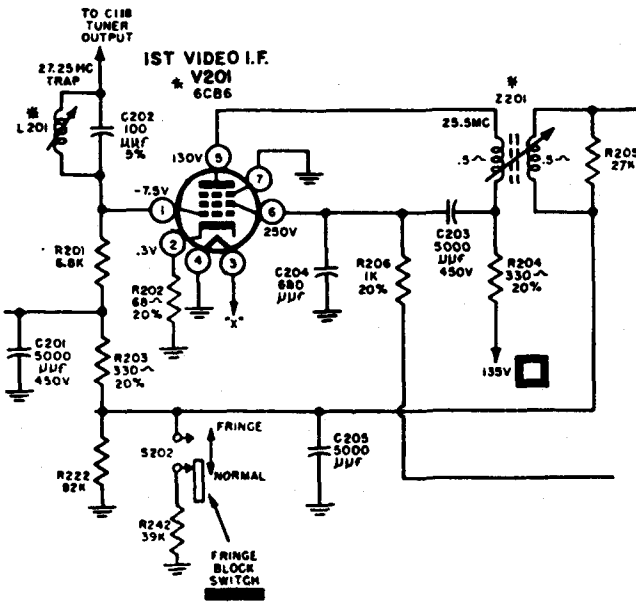 TO C118
TUNER
OUTPUT
27.25MC
TRAP
*
L201
C202
100
μμf
5%
1ST VIDEO I.F.
* V201
6CB6
130V
5
7
-7.5V
1
6
250V
.3V
2
4
3
"X"
R201
6.8K
R202
68~
20%
C204
680
μμf
R206
1K
20%
C203
5000
μμf
450V
*
Z201
25.5MC
.5~
.5~
R205
27K
R204
330~
20%
135V
C201
5000
μμf
450V
R203
330~
20%
R222
82K
S202
FRINGE
NORMAL
R242
39K
FRINGE
BLOCK
SWITCH
C205
5000
μμf